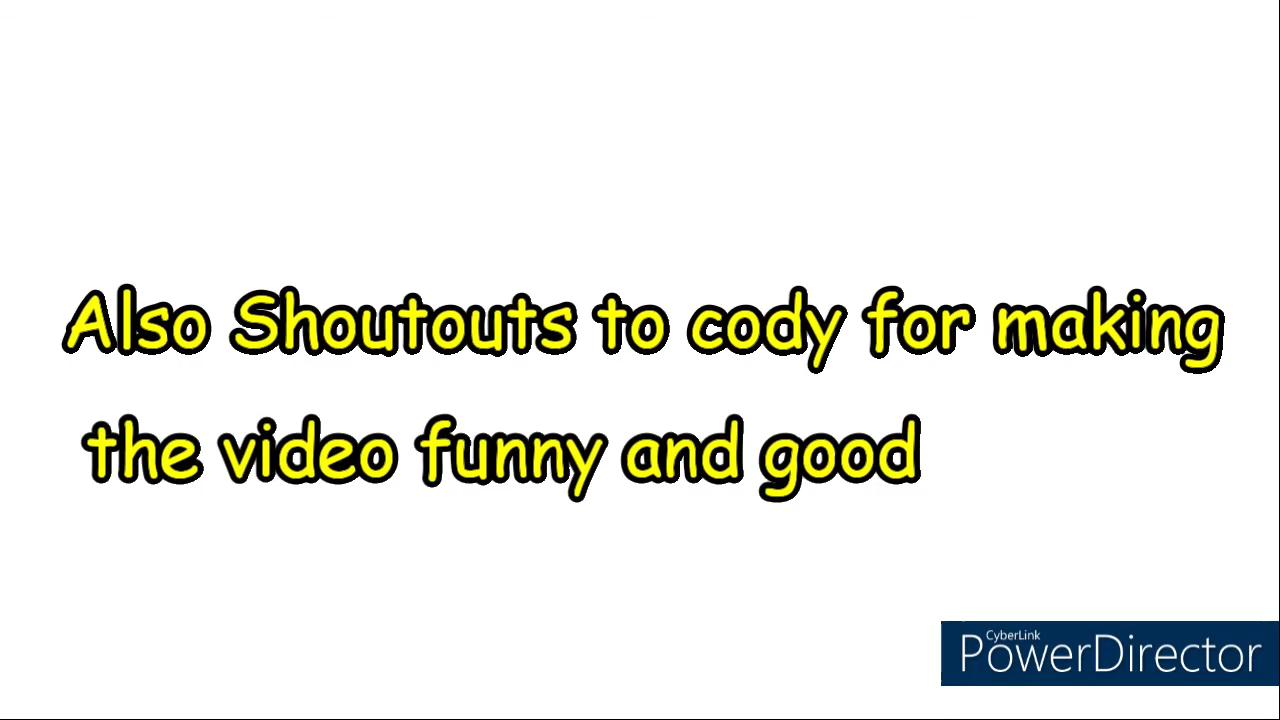 Also Shoutouts to cody for making
the video funny and good
CyberLink
PowerDirector